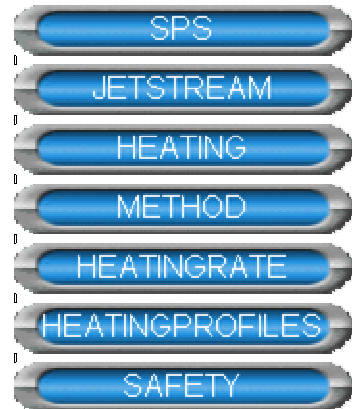 SPS
JETSTREAM
HEATING
METHOD
HEATINGRATE
HEATINGPROFILES
SAFETY